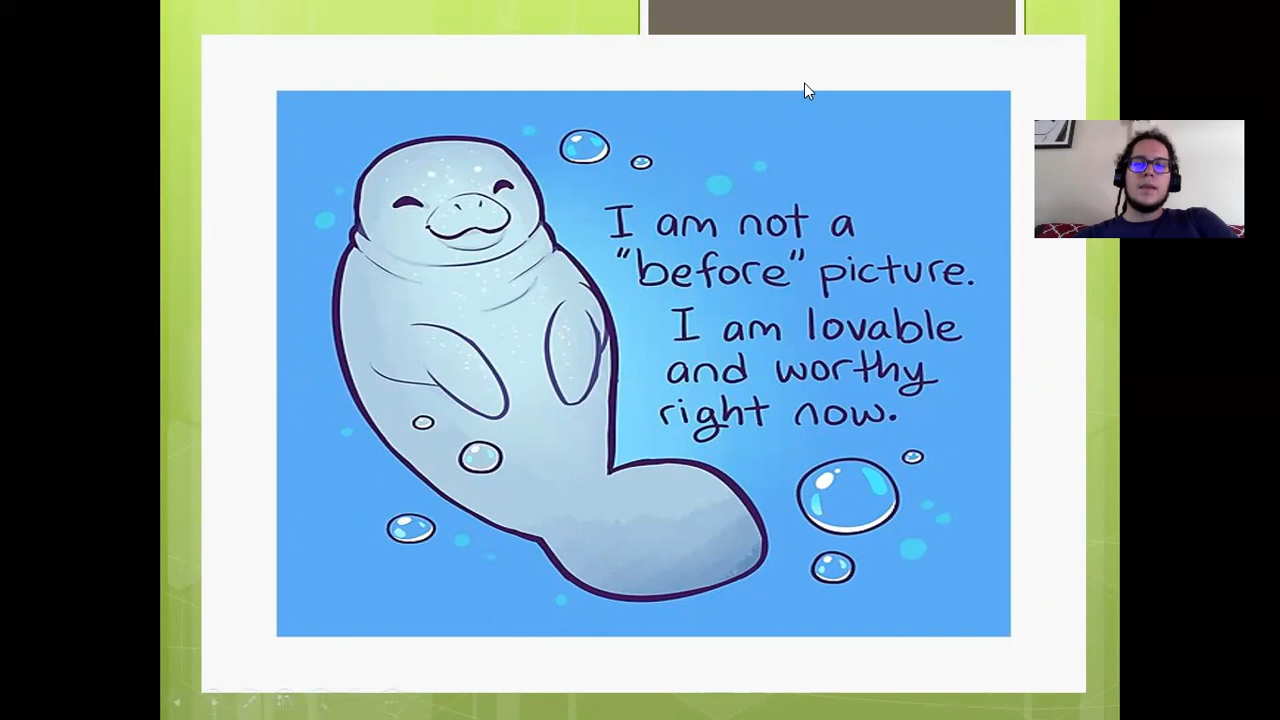 I am not a
"before" picture.
I am lovable
and worthy
right now.